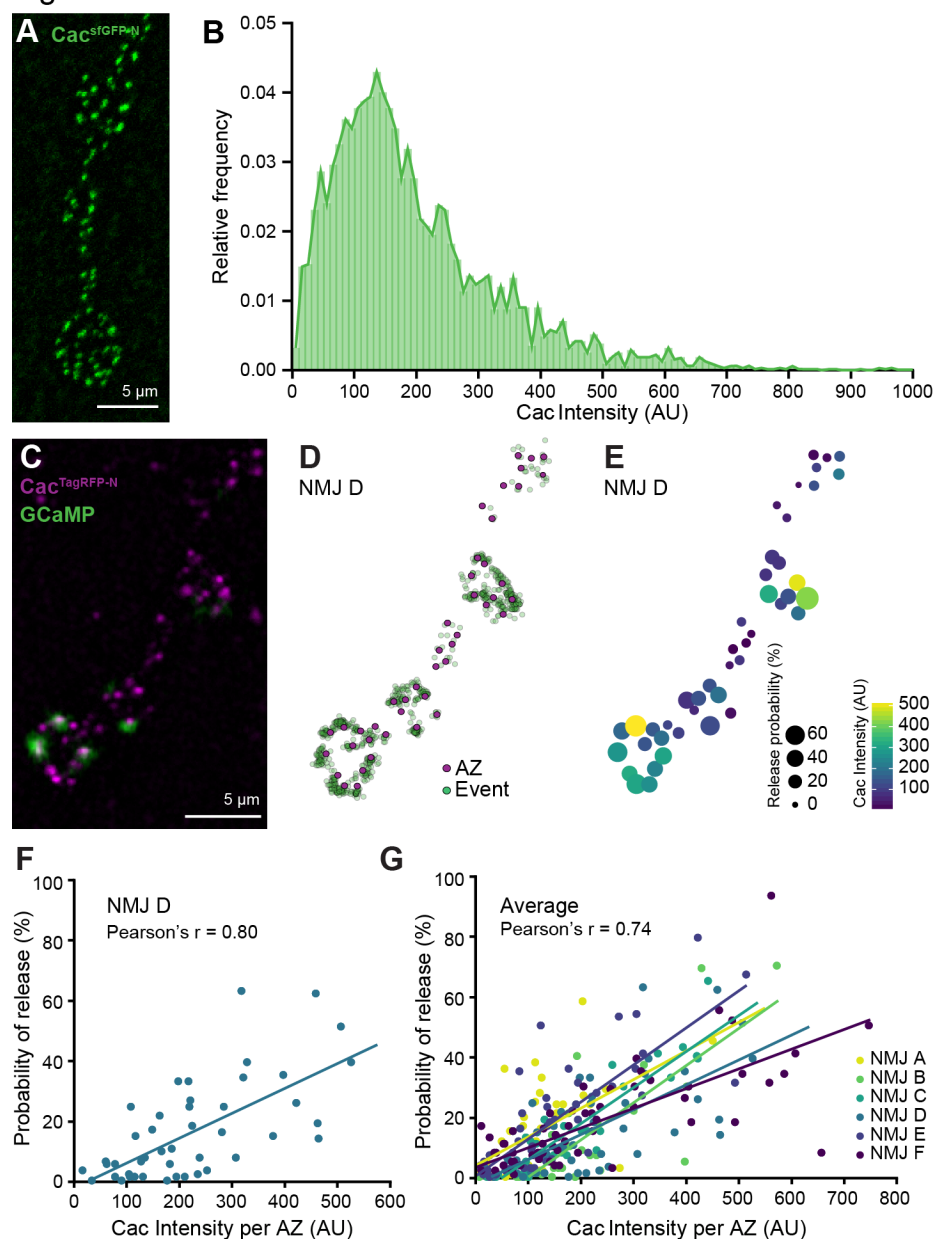 A Cac sfGFP-N
5 µm
B
Relative frequency
0.05
0.04
0.03
0.02
0.01
0.00
0 100 200 300 400 500 600 700 800 900 1000
Cac Intensity (AU)
C
Cac TagRFP-N
GCaMP
5 µm
D
NMJ D
AZ
Event
E
NMJ D
Release probability (%)
60
40
20
0
Cac Intensity (AU)
500
400
300
200
100
F
NMJ D
Pearson's r = 0.80
Probability of release (%)
100
80
60
40
20
0
0 100 200 300 400 500 600
Cac Intensity per AZ (AU)
G
Average
Pearson's r = 0.74
Probability of release (%)
100
80
60
40
20
0
0 100 200 300 400 500 600 700 800
Cac Intensity per AZ (AU)
NMJ A
NMJ B
NMJ C
NMJ D
NMJ E
NMJ F